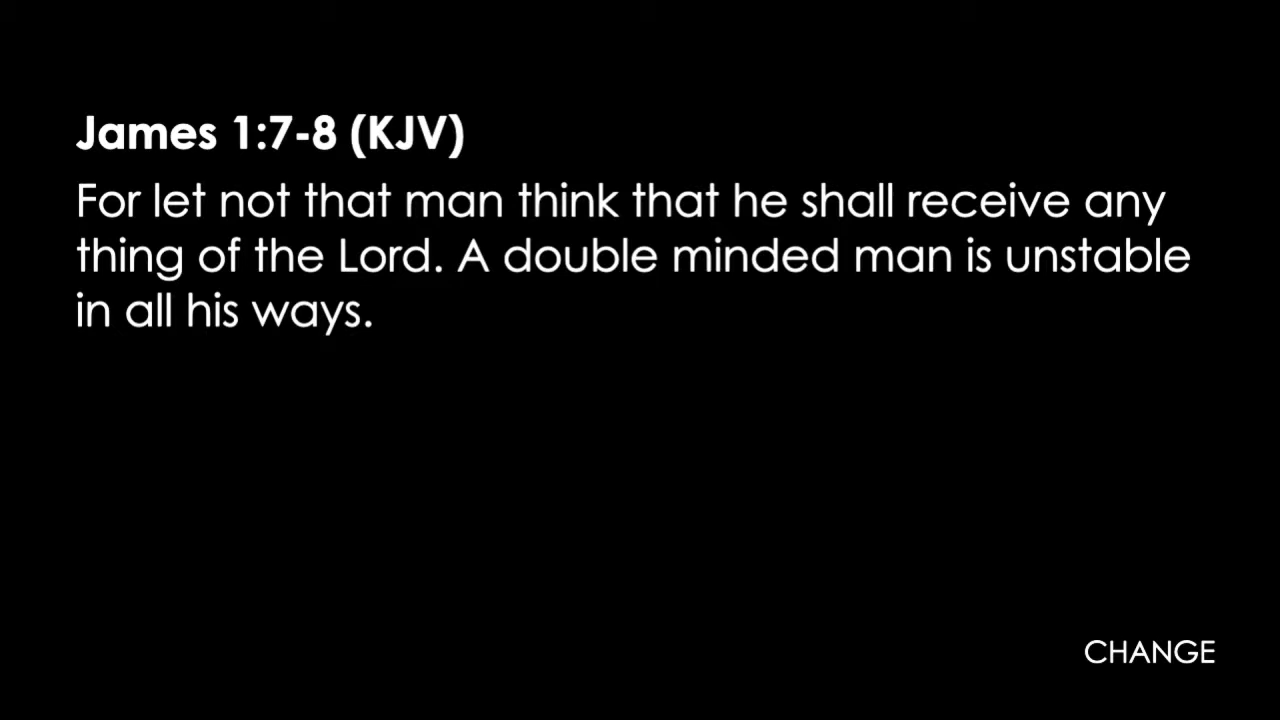 James 1:7-8 (KJV)
For let not that man think that he shall receive any
thing of the Lord. A double minded man is unstable
in all his ways.
CHANGE